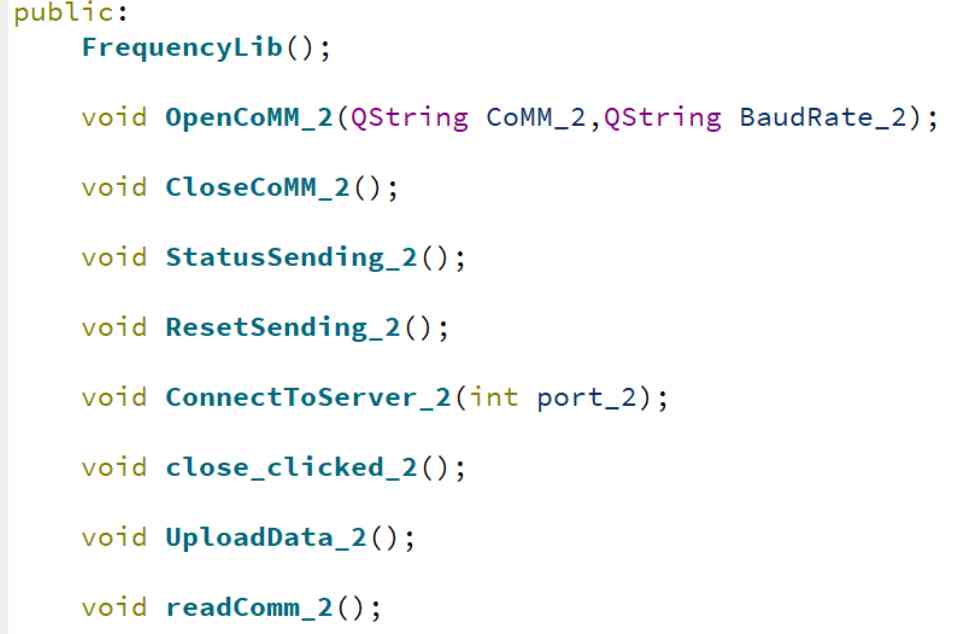 public:
FrequencyLib();
void OpenCoMM_2(QString CoMM_2,QString BaudRate_2);
void CloseCoMM_2();
void StatusSending_2();
void ResetSending_2();
void ConnectToServer_2(int port_2);
void close_clicked_2();
void UploadData_2();
void readComm_2();